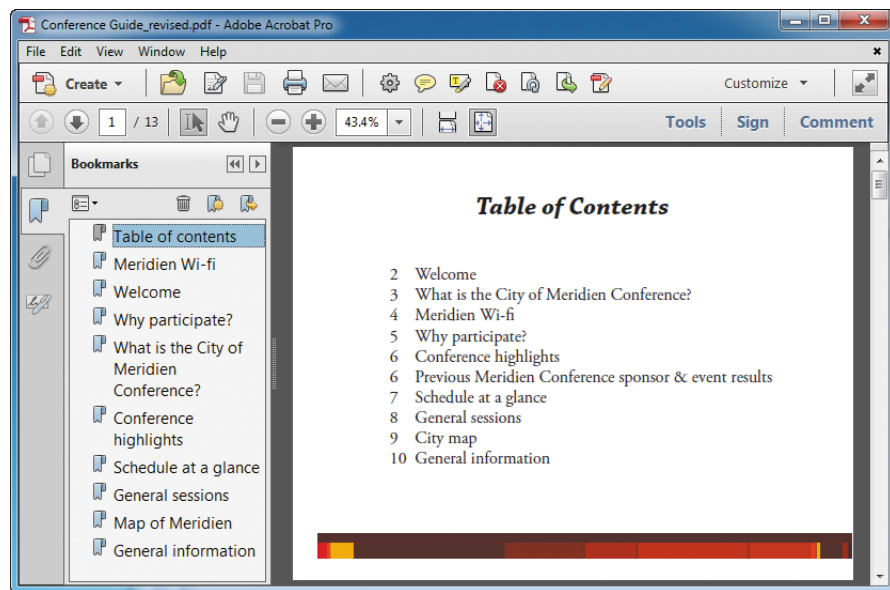 Conference Guide_revised.pdf - Adobe Acrobat Pro
File Edit View Window Help
Create
Customize
1 / 13
43.4%
Tools Sign Comment
Bookmarks
Table of contents
Meridien Wi-fi
Welcome
Why participate?
What is the City of
Meridien
Conference?
Conference
highlights
Schedule at a glance
General sessions
Map of Meridien
General information
Table of Contents
2 Welcome
3 What is the City of Meridien Conference?
4 Meridien Wi-fi
5 Why participate?
6 Conference highlights
6 Previous Meridien Conference sponsor & event results
7 Schedule at a glance
8 General sessions
9 City map
10 General information